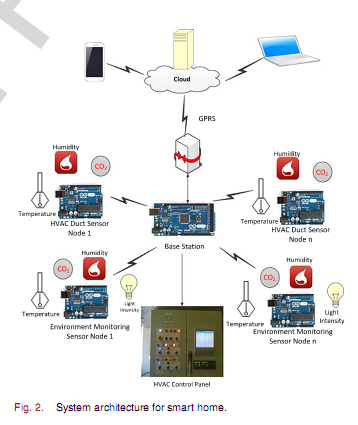 Cloud
GPRS
Humidity
CO2
Temperature
HVAC Duct Sensor
Node 1
Base Station
Humidity
CO2
Temperature
HVAC Duct Sensor
Node n
Humidity
CO2
Light
Intensity
Temperature
Environment Monitoring
Sensor Node 1
HVAC Control Panel
Humidity
CO2
Light
Intensity
Temperature
Environment Monitoring
Sensor Node n
Fig. 2. System architecture for smart home.